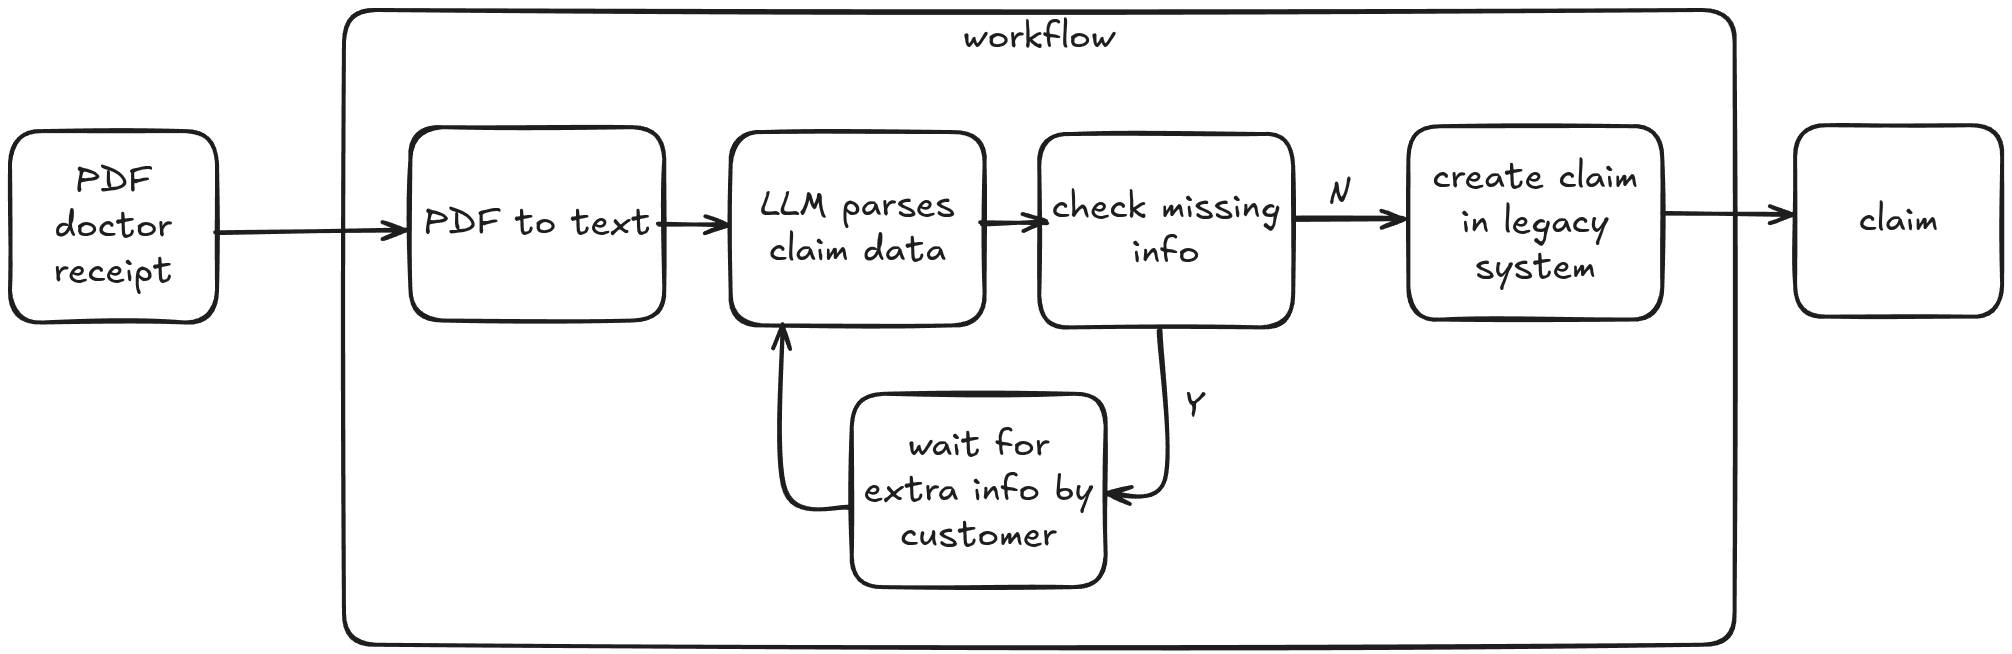 workflow
PDF
doctor
receipt
PDF to text
LLM parses
claim data
check missing
info
N
create claim
in legacy
system
claim
Y
wait for
extra info by
customer